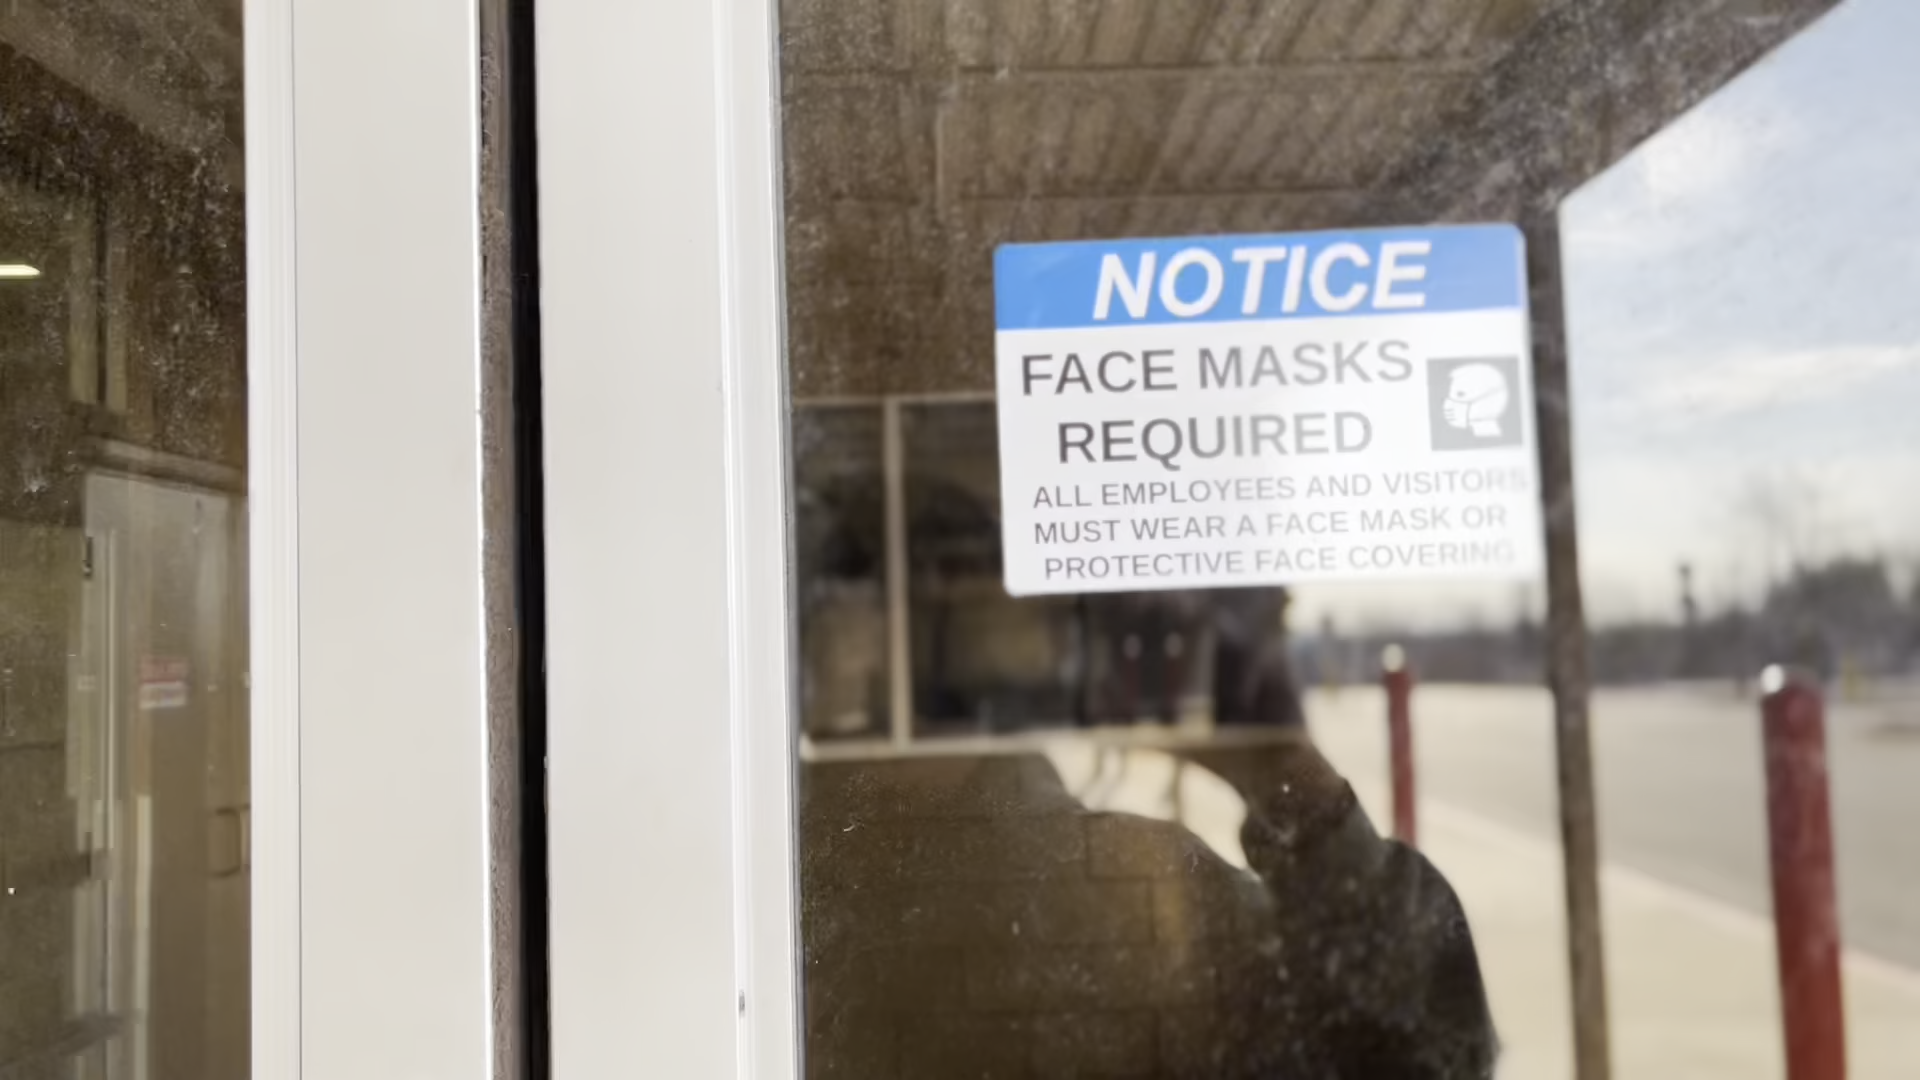 NOTICE
FACE MASKS
REQUIRED
ALL EMPLOYEES AND VISITORS
MUST WEAR A FACE MASK OR
PROTECTIVE FACE COVERING